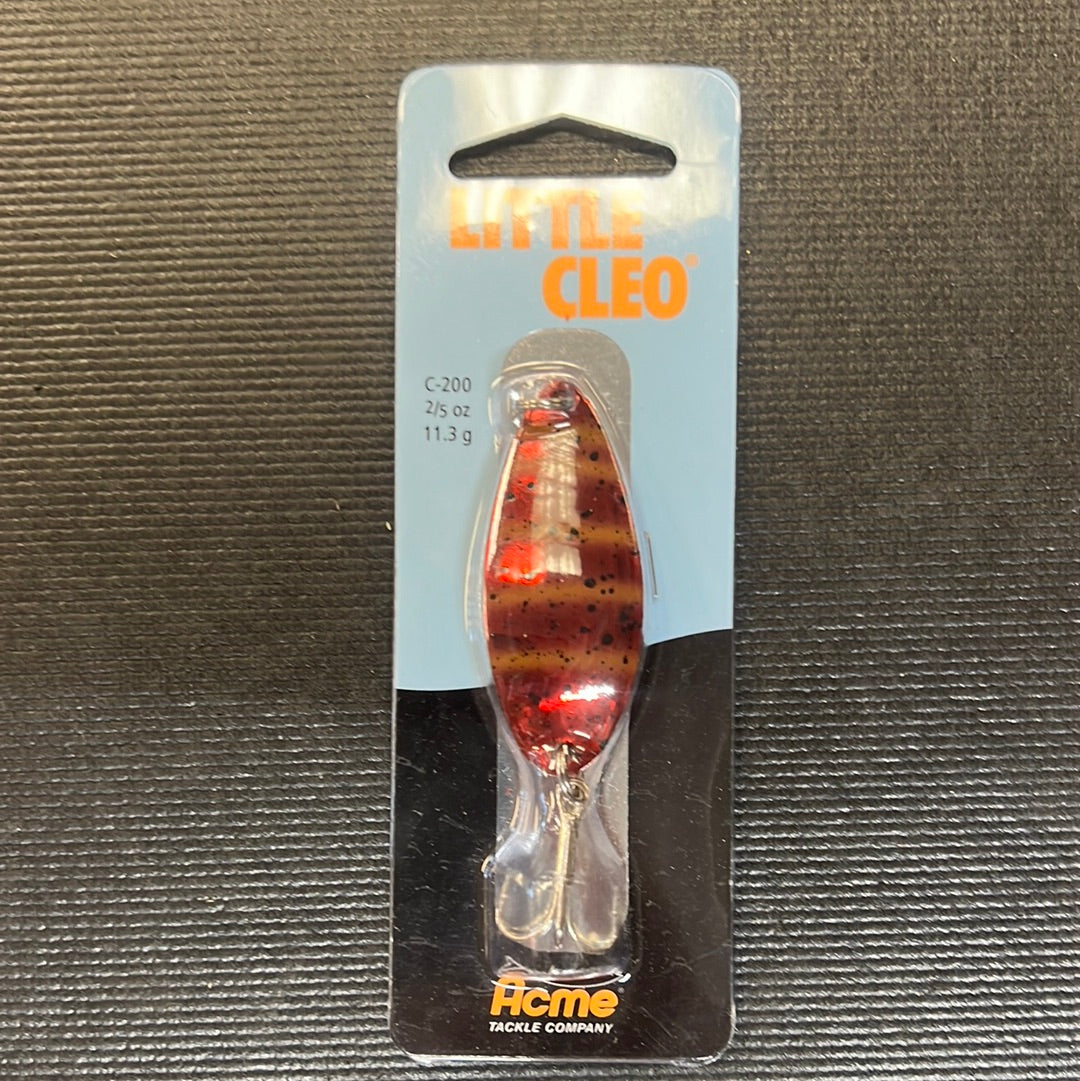 LITTLE
CLEO®
C-200
2/5 oz
11.3 g
Acme
TACKLE COMPANY